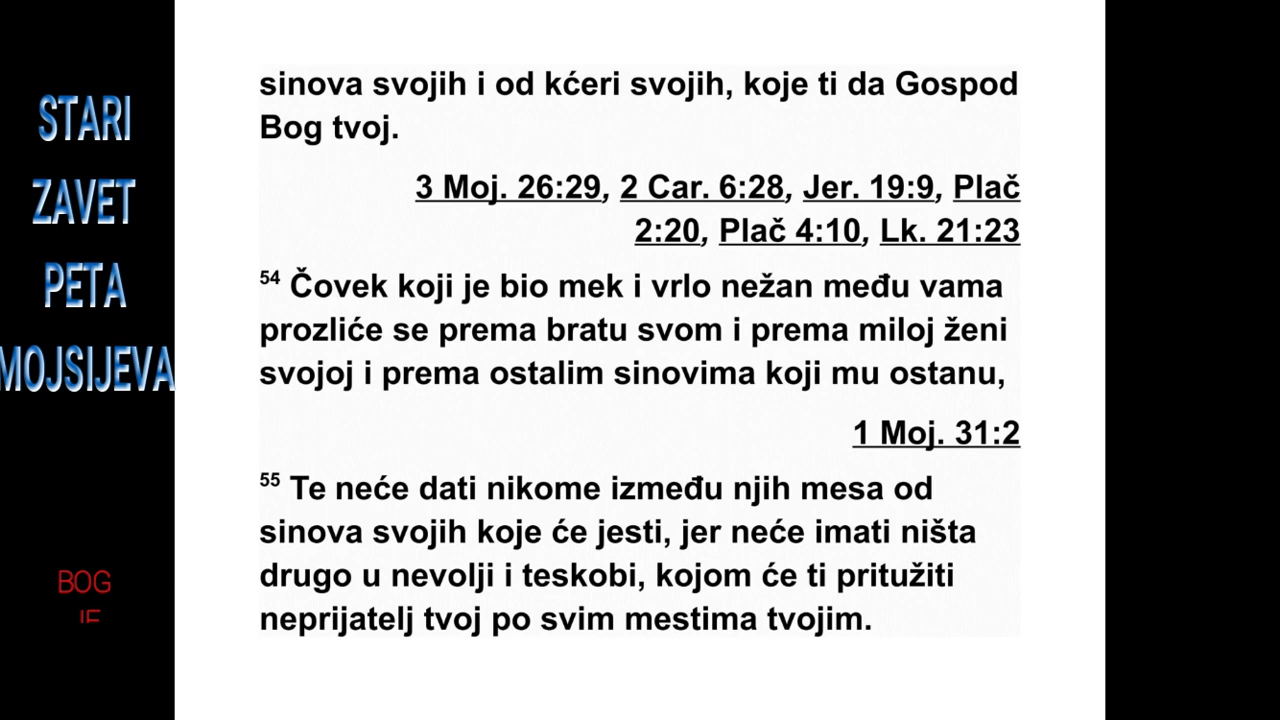 STARI
ZAVET
PETA
MOJSIJEVA
BOG
JE
sinova svojih i od kćeri svojih, koje ti da Gospod
Bog tvoj.
3 Moj. 26:29, 2 Car. 6:28, Jer. 19:9, Plač
2:20, Plač 4:10, Lk. 21:23
54 Čovek koji je bio mek i vrlo nežan među vama
prozliće se prema bratu svom i prema miloj ženi
svojoj i prema ostalim sinovima koji mu ostanu,
1 Moj. 31:2
55 Te neće dati nikome između njih mesa od
sinova svojih koje će jesti, jer neće imati ništa
drugo u nevolji i teskobi, kojom će ti pritužiti
neprijatelj tvoj po svim mestima tvojim.